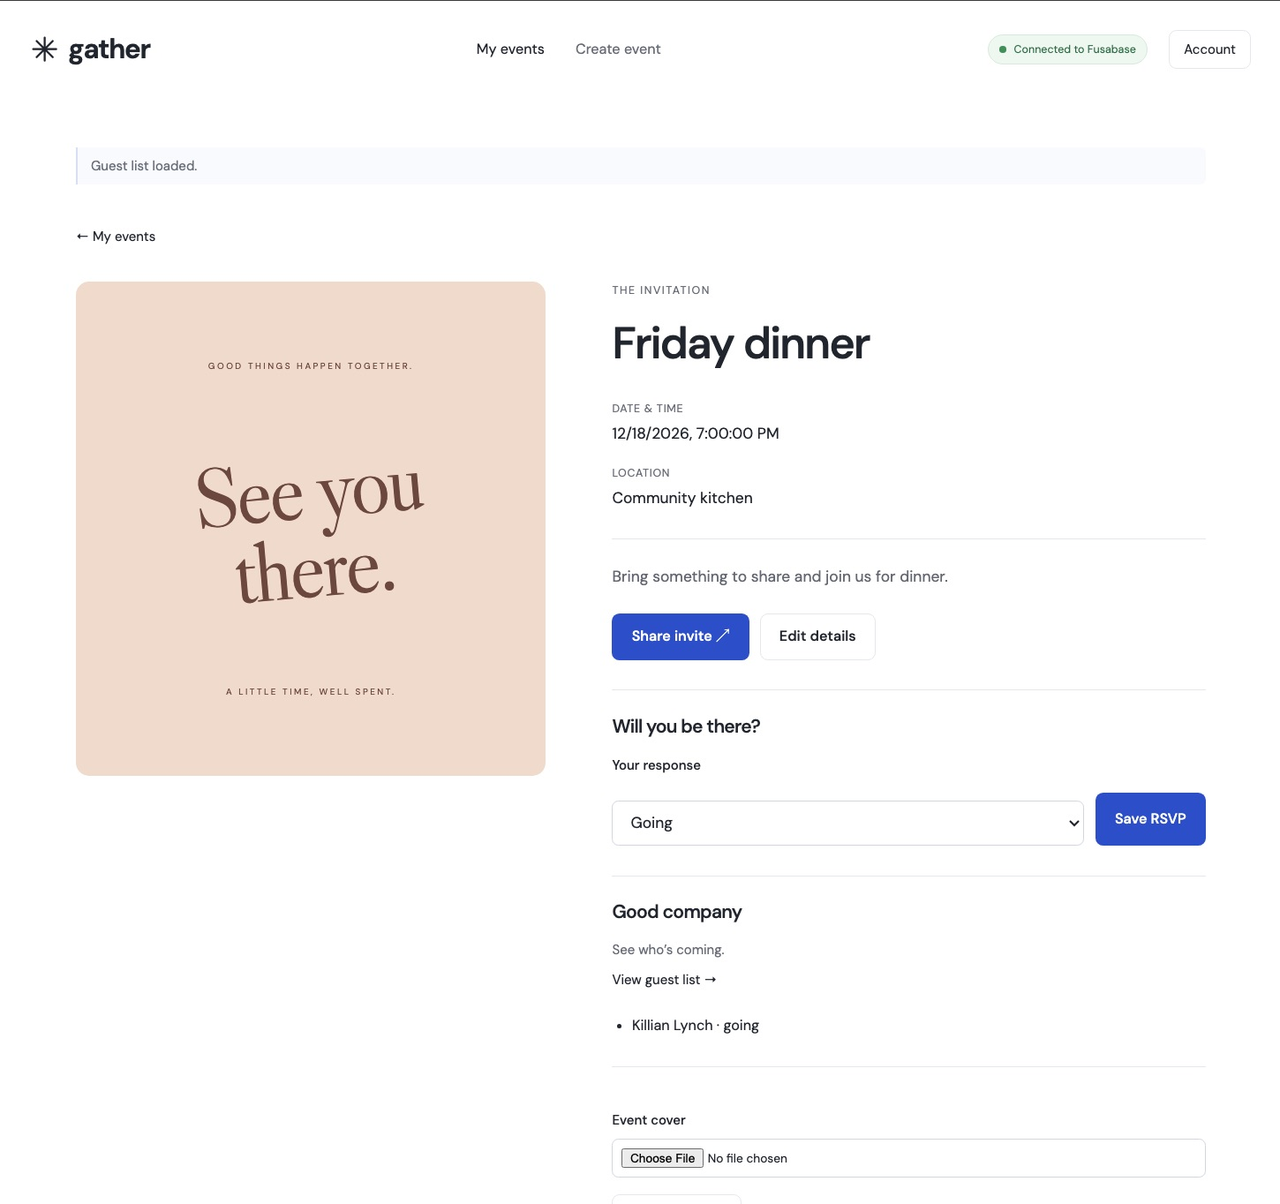 gather
My events
Create event
Connected to Fusabase
Account
Guest list loaded.
← My events
GOOD THINGS HAPPEN TOGETHER.
See you
there.
A LITTLE TIME, WELL SPENT.
THE INVITATION
Friday dinner
DATE & TIME
12/18/2026, 7:00:00 PM
LOCATION
Community kitchen
Bring something to share and join us for dinner.
Share invite ↗
Edit details
Will you be there?
Your response
Going
Save RSVP
Good company
See who’s coming.
View guest list →
• Killian Lynch · going
Event cover
Choose File No file chosen